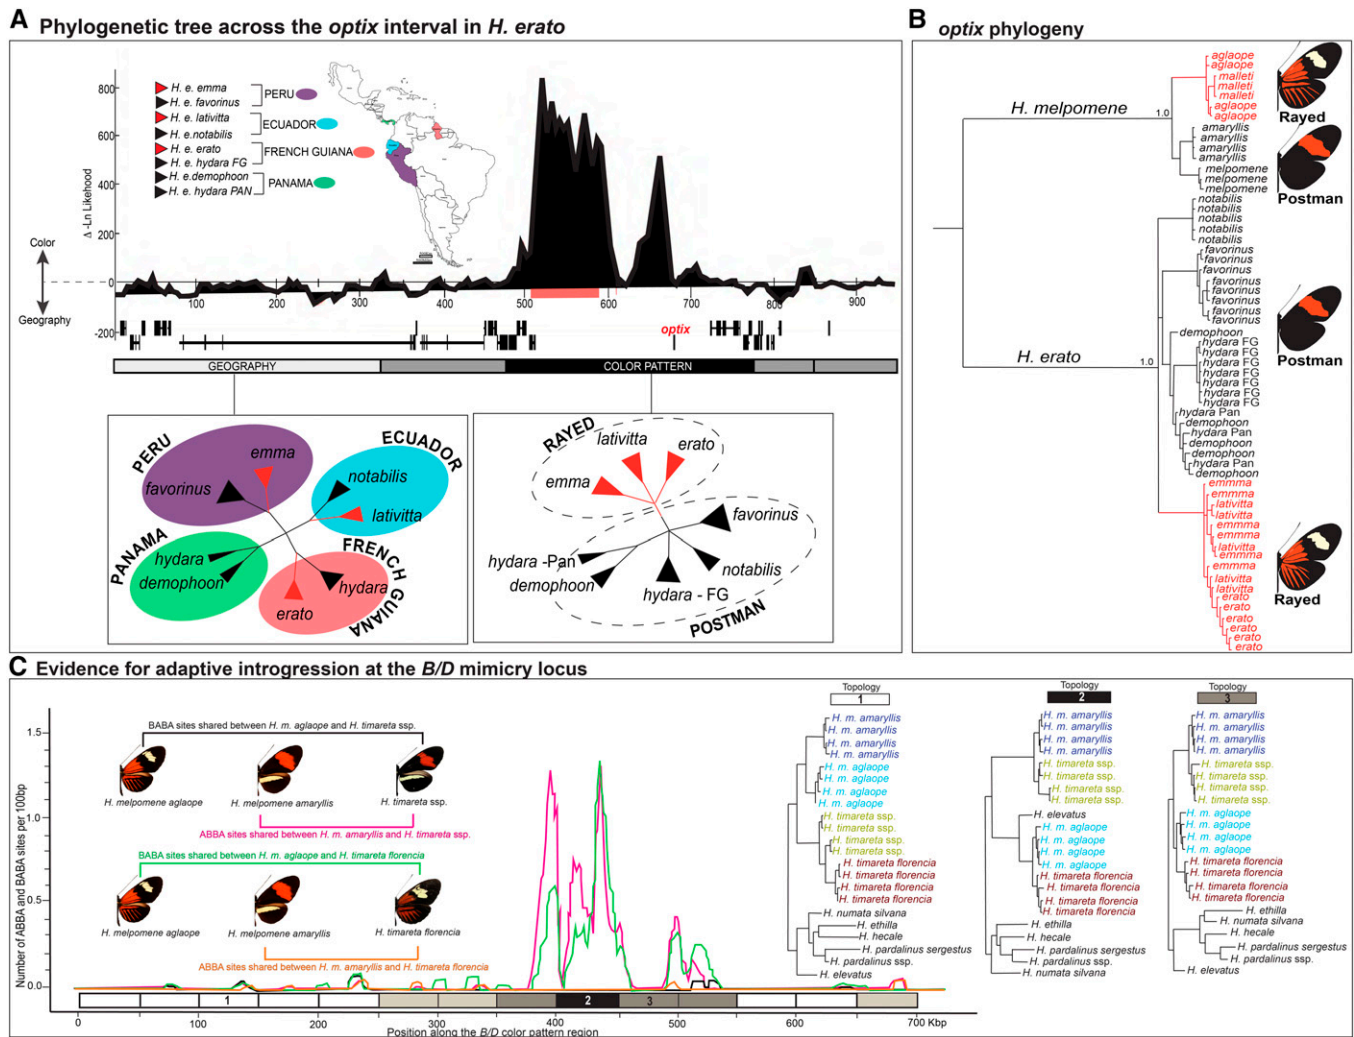 A Phylogenetic tree across the optix interval in H. erato
Δ -Ln Likelihood
800
600
400
200
0
-200
Color
Geography
H. e. emma
H. e. favorinus
PERU
H. e. lativitta
H. e.notabilis
ECUADOR
H. e. erato
H. e. hydara FG
FRENCH GUIANA
H. e.demophoon
H. e. hydara PAN
PANAMA
100 200 300 400 500 600 700 800 900
optix
GEOGRAPHY
COLOR PATTERN
PERU
emma
favorinus
ECUADOR
notabilis
lativitta
PANAMA
hydara
demophoon
FRENCH GUIANA
hydara
erato
RAYED
lativitta
erato
emma
favorinus
hydara -Pan
demophoon
notabilis
hydara - FG
POSTMAN
B optix phylogeny
H. melpomene
1.0
aglaope
aglaope
malleti
malleti
malleti
aglaope
aglaope
Rayed
amaryllis
amaryllis
amaryllis
amaryllis
melpomene
melpomene
melpomene
Postman
H. erato
1.0
notabilis
notabilis
notabilis
notabilis
notabilis
favorinus
favorinus
favorinus
favorinus
favorinus
favorinus
favorinus
favorinus
demophoon
hydara FG
hydara FG
hydara FG
hydara FG
hydara FG
hydara FG
hydara FG
Postman
hydara Pan
demophoon
hydara Pan
demophoon
demophoon
hydara Pan
demophoon
emmma
emmma
lativitta
lativitta
emmma
emmma
lativitta
emmma
emmma
lativitta
lativitta
erato
erato
erato
erato
erato
erato
Rayed
C Evidence for adaptive introgression at the B/D mimicry locus
Number of ABBA and BABA sites per 100bp
1.5
1.0
0.5
0.0
BABA sites shared between H. m. aglaope and H. timareta ssp.
H. melpomene aglaope
H. melpomene amaryllis
H. timareta ssp.
ABBA sites shared between H. m. amaryllis and H. timareta ssp.
BABA sites shared between H. m. aglaope and H. timareta florencia
H. melpomene aglaope
H. melpomene amaryllis
H. timareta florencia
ABBA sites shared between H. m. amaryllis and H. timareta florencia
1 2 3
0 100 200 300 400 500 600 700 Kbp
Position along the B/D color pattern region
Topology
1
H. m. amaryllis
H. m. amaryllis
H. m. amaryllis
H. m. amaryllis
H. m. aglaope
H. m. aglaope
H. m. aglaope
H. m. aglaope
H. timareta ssp.
H. timareta ssp.
H. timareta ssp.
H. timareta ssp.
H. timareta florencia
H. timareta florencia
H. timareta florencia
H. timareta florencia
H. numata silvana
H. ethilla
H. hecale
H. pardalinus sergestus
H. pardalinus ssp.
H. elevatus
Topology
2
H. m. amaryllis
H. m. amaryllis
H. m. amaryllis
H. m. amaryllis
H. timareta ssp.
H. timareta ssp.
H. timareta ssp.
H. timareta ssp.
H. elevatus
H. m. aglaope
H. m. aglaope
H. m. aglaope
H. m. aglaope
H. timareta florencia
H. timareta florencia
H. timareta florencia
H. timareta florencia
H. ethilla
H. hecale
H. pardalinus sergestus
H. pardalinus ssp.
H. numata silvana
Topology
3
H. m. amaryllis
H. m. amaryllis
H. m. amaryllis
H. m. amaryllis
H. timareta ssp.
H. timareta ssp.
H. timareta ssp.
H. timareta ssp.
H. m. aglaope
H. m. aglaope
H. m. aglaope
H. m. aglaope
H. timareta florencia
H. timareta florencia
H. timareta florencia
H. timareta florencia
H. ethilla
H. numata silvana
H. hecale
H. pardalinus sergestus
H. pardalinus ssp.
H. elevatus